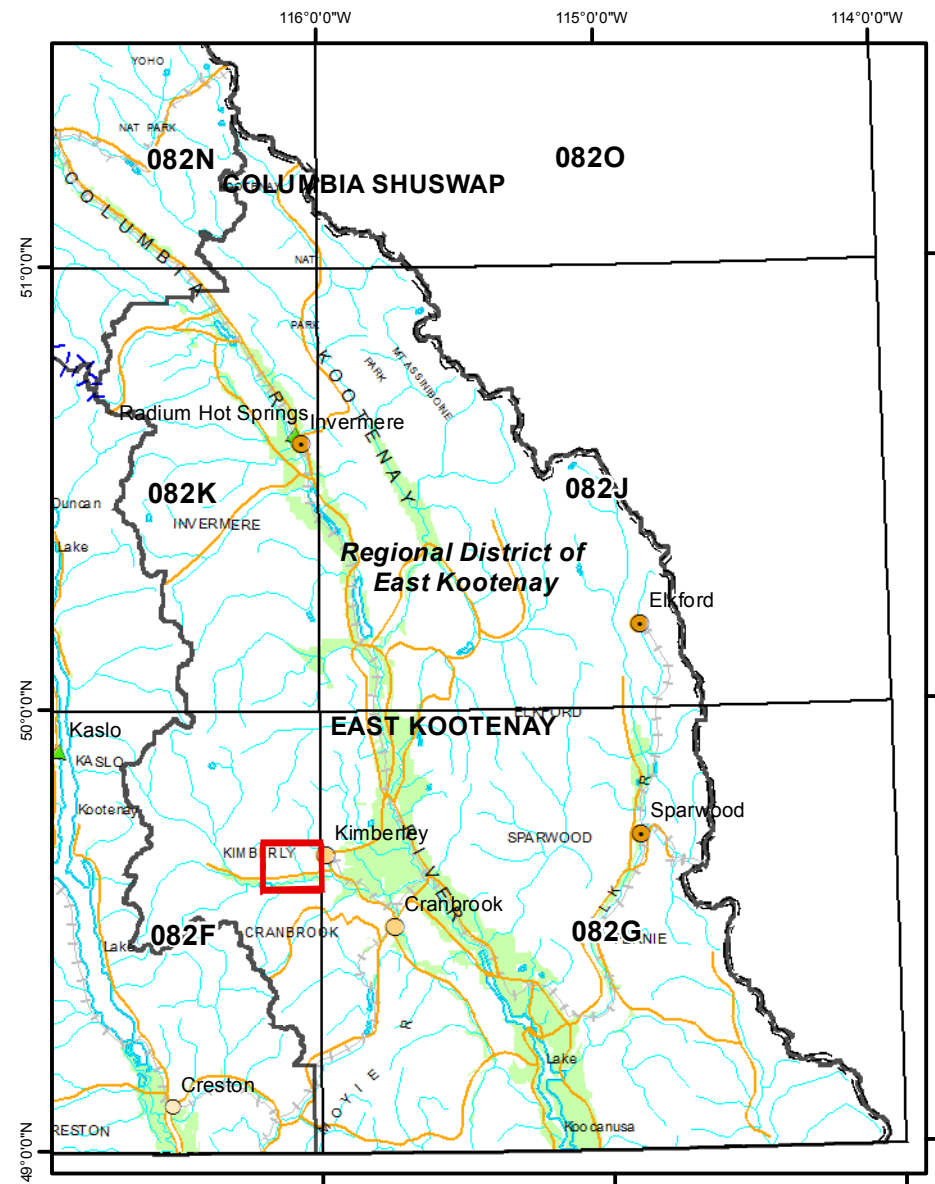 116°0'0"W
115°0'0"W
114°0'0"W
YOHO
NAT PARK
082N
082O
COLUMBIA SHUSWAP
COLUMBIA
51°0'0"N
NAT
PARK
KOOTENAY
PARK
MT ASSINIBOINE
R
Radium Hot Springs
Invermere
082K
082J
Duncan
INVERMERE
Lake
Regional District of
East Kootenay
Elkford
50°0'0"N
ELKFORD
EAST KOOTENAY
Kaslo
KASLO
R
Kootenay
Sparwood
Kimberley
SPARWOOD
KIMBERLY
RIVER
Cranbrook
LK
082F
CRANBROOK
082G
ERNIE
Lake
R
Lake
MOYIE
Creston
Koocanusa
RESTON
49°0'0"N